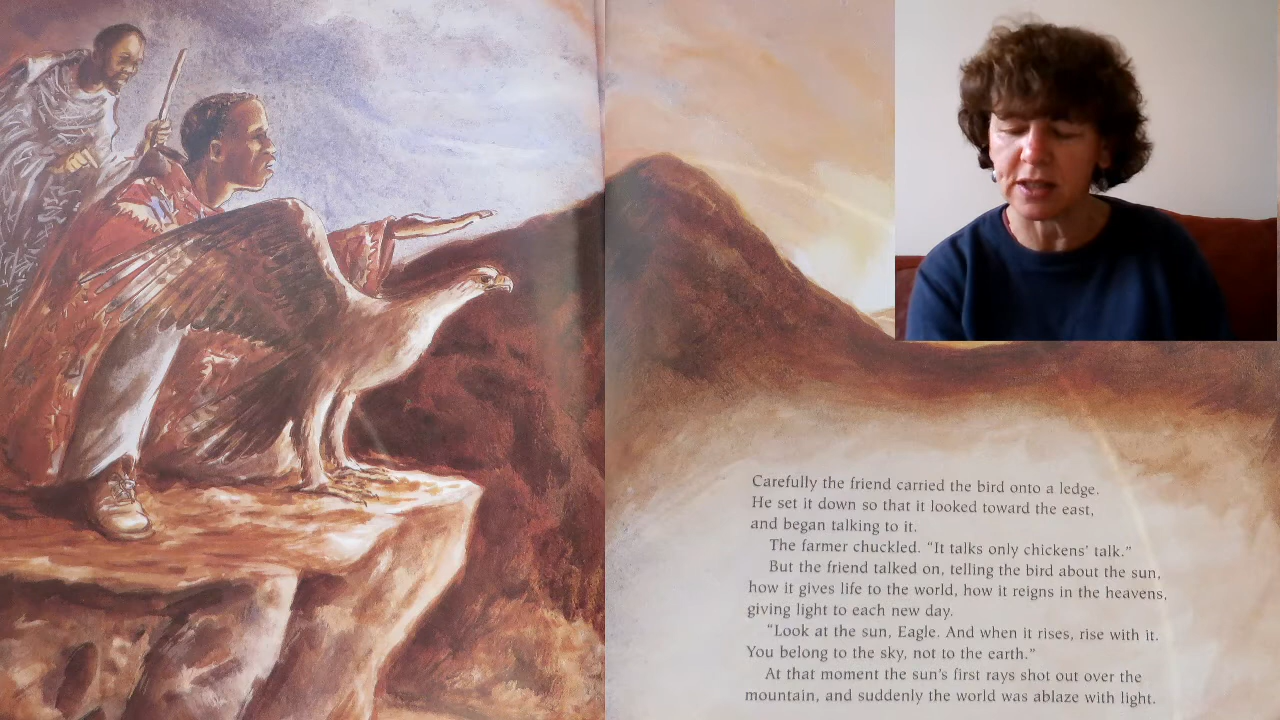 Carefully the friend carried the bird onto a ledge.
He set it down so that it looked toward the east,
and began talking to it.
The farmer chuckled. “It talks only chickens’ talk.”
But the friend talked on, telling the bird about the sun,
how it gives life to the world, how it reigns in the heavens,
giving light to each new day.
“Look at the sun, Eagle. And when it rises, rise with it.
You belong to the sky, not to the earth.”
At that moment the sun’s first rays shot out over the
mountain, and suddenly the world was ablaze with light.